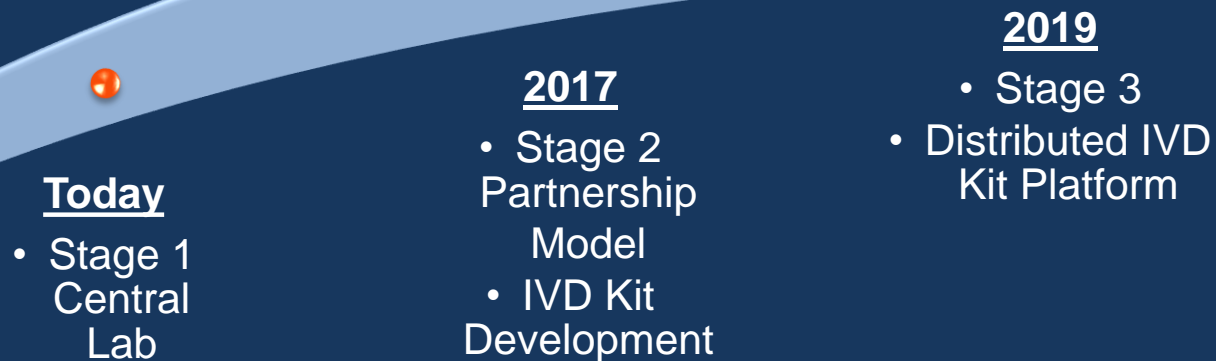 Today
• Stage 1
Central
Lab
2017
• Stage 2
Partnership
Model
• IVD Kit
Development
2019
• Stage 3
• Distributed IVD
Kit Platform